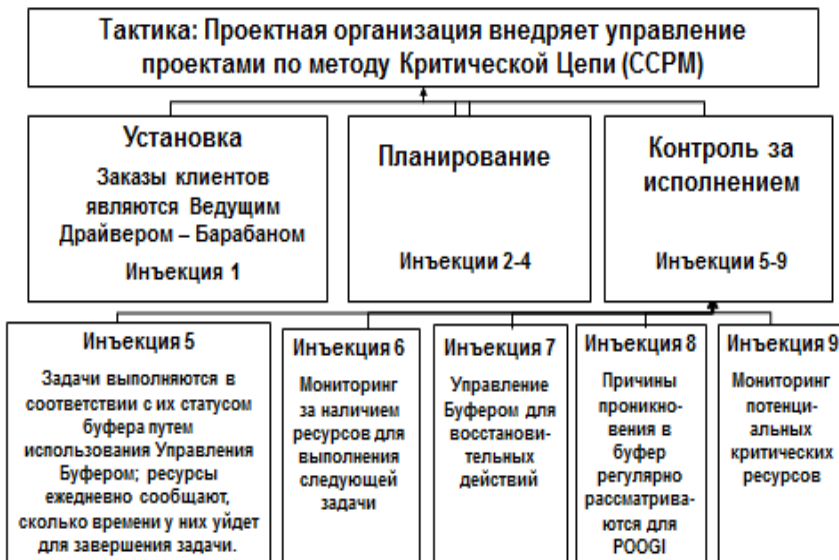 Тактика: Проектная организация внедряет управление
проектами по методу Критической Цепи (CCPM)
Установка
Заказы клиентов
являются Ведущим
Драйвером – Барабаном
Инъекция 1
Планирование
Инъекции 2-4
Контроль за
исполнением
Инъекции 5-9
Инъекция 5
Задачи выполняются в
соответствии с их статусом
буфера путем
использования Управления
Буфером; ресурсы
ежедневно сообщают,
сколько времени у них уйдет
для завершения задачи.
Инъекция 6
Мониторинг
за наличием
ресурсов для
выполнения
следующей
задачи
Инъекция 7
Управление
Буфером для
восстанови-
тельных
действий
Инъекция 8
Причины
проникно-
вения в
буфер
регулярно
рассматрива-
ются для
POOGI
Инъекция 9
Мониторинг
потенци-
альных
критических
ресурсов